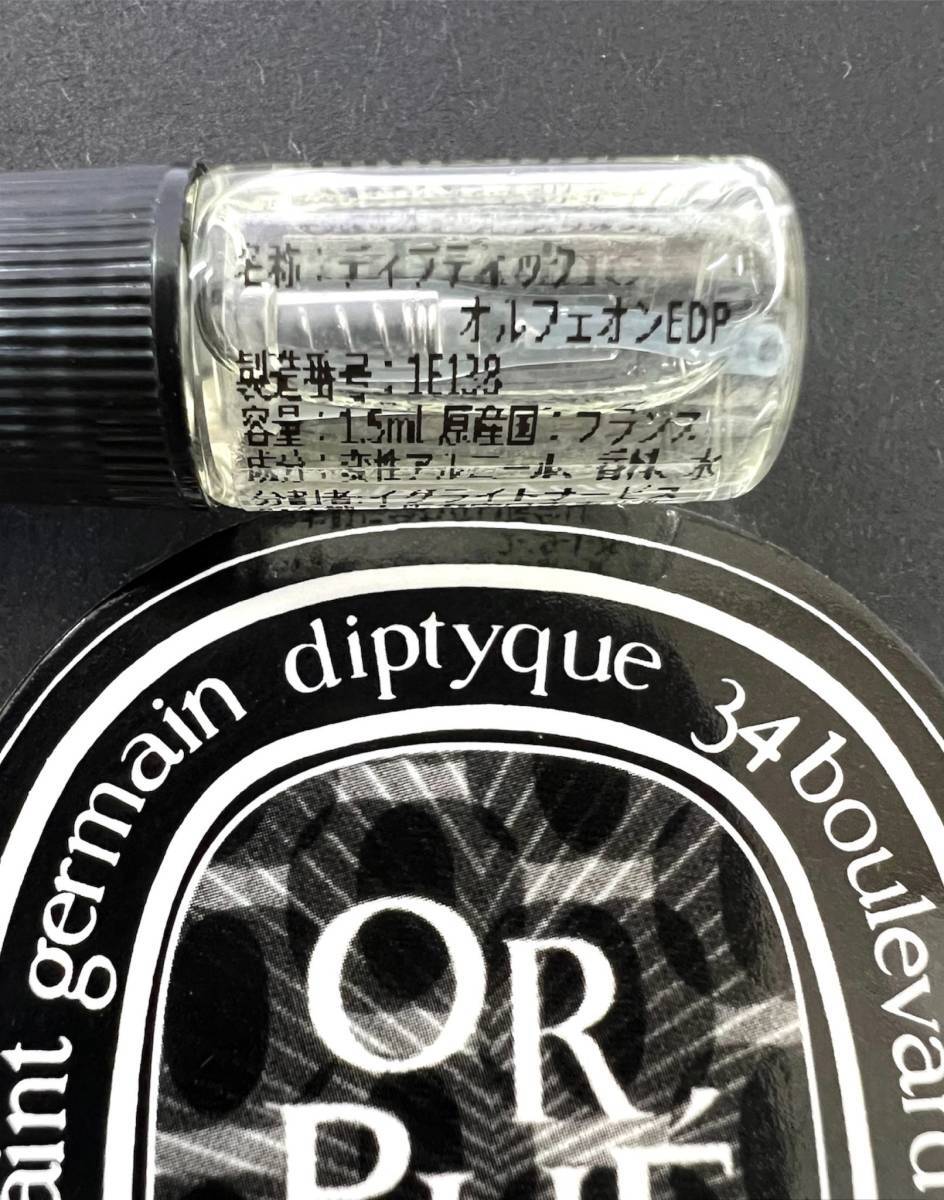 名称：ディプティック
オルフェオンEDP
製造番号：1E138
容量：1.5ml 原産国：フランス
成分：変性アルコール、香料、水
diptyque 34 boulevard
saint germain
OR
PHÉ